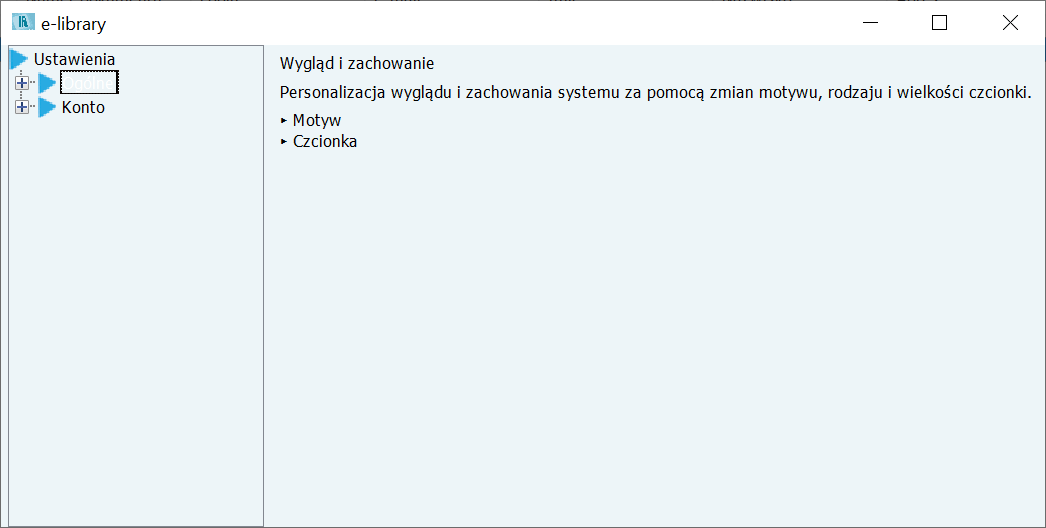 e-library
Ustawienia
Konto
Wygląd i zachowanie
Personalizacja wyglądu i zachowania systemu za pomocą zmian motywu, rodzaju i wielkości czcionki.
Motyw
Czcionka